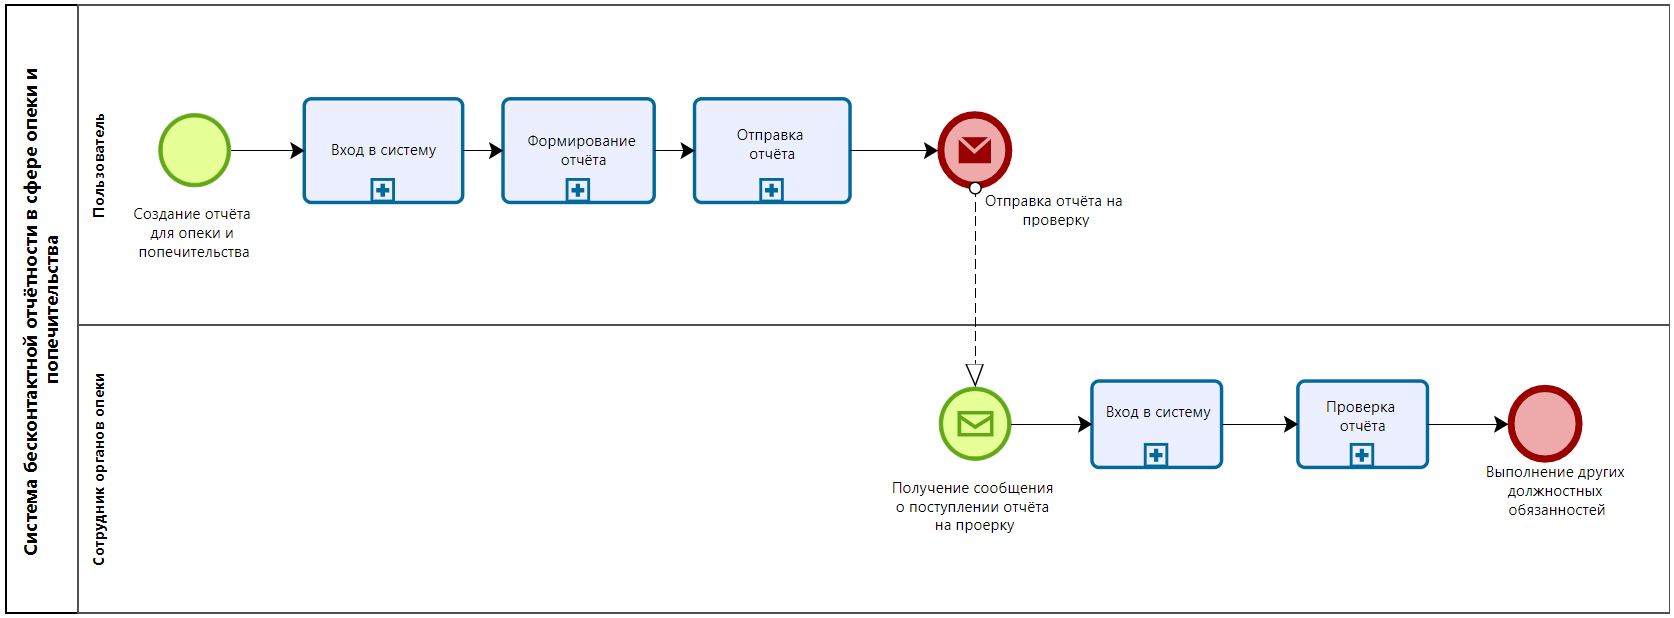 Система бесконтактной отчётности в сфере опеки и
попечительства
Пользователь
Создание отчёта
для опеки и
попечительства
Вход в систему
Формирование
отчёта
Отправка
отчёта
Отправка отчёта на
проверку
Сотрудник органов опеки
Получение сообщения
о поступлении отчёта
на проерку
Вход в систему
Проверка
отчёта
Выполнение других
должностных
обязанностей